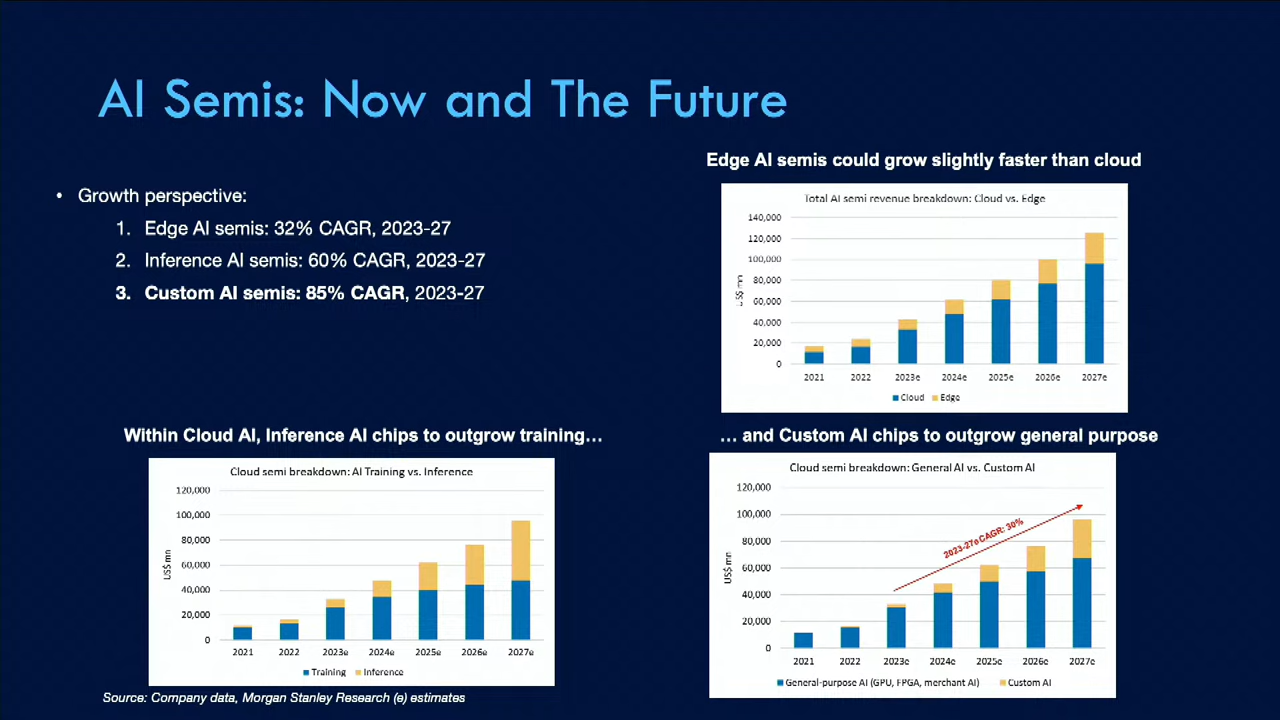 AI Semis: Now and The Future
• Growth perspective:
1. Edge AI semis: 32% CAGR, 2023-27
2. Inference AI semis: 60% CAGR, 2023-27
3. Custom AI semis: 85% CAGR, 2023-27
Edge AI semis could grow slightly faster than cloud
Total AI semi revenue breakdown: Cloud vs. Edge
US$ mn
140,000
120,000
100,000
80,000
60,000
40,000
20,000
0
2021 2022 2023e 2024e 2025e 2026e 2027e
Cloud Edge
Within Cloud AI, Inference AI chips to outgrow training…
Cloud semi breakdown: AI Training vs. Inference
US$ mn
120,000
100,000
80,000
60,000
40,000
20,000
0
2021 2022 2023e 2024e 2025e 2026e 2027e
Training Inference
… and Custom AI chips to outgrow general purpose
Cloud semi breakdown: General AI vs. Custom AI
US$ mn
120,000
100,000
80,000
60,000
40,000
20,000
0
2023-27e CAGR: 30%
2021 2022 2023e 2024e 2025e 2026e 2027e
General-purpose AI (GPU, FPGA, merchant AI) Custom AI
Source: Company data, Morgan Stanley Research (e) estimates